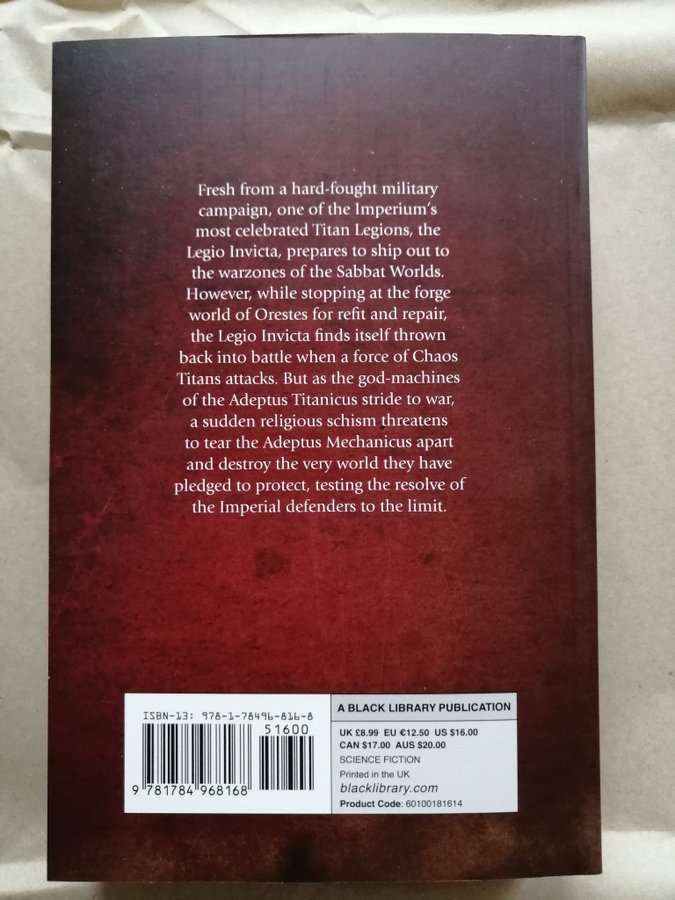 Fresh from a hard-fought military
campaign, one of the Imperium's
most celebrated Titan Legions, the
Legio Invicta, prepares to ship out to
the warzones of the Sabbat Worlds.
However, while stopping at the forge
world of Orestes for refit and repair,
the Legio Invicta finds itself thrown
back into battle when a force of Chaos
Titans attacks. But as the god-machines
of the Adeptus Titanicus stride to war,
a sudden religious schism threatens
to tear the Adeptus Mechanicus apart
and destroy the very world they have
pledged to protect, testing the resolve of
the Imperial defenders to the limit.
ISBN-13: 978-1-78496-816-8
51600
9 781784 968168
A BLACK LIBRARY PUBLICATION
UK £8.99 EU €12.50 US $16.00
CAN $17.00 AUS $20.00
SCIENCE FICTION
Printed in the UK
blacklibrary.com
Product Code: 60100181614